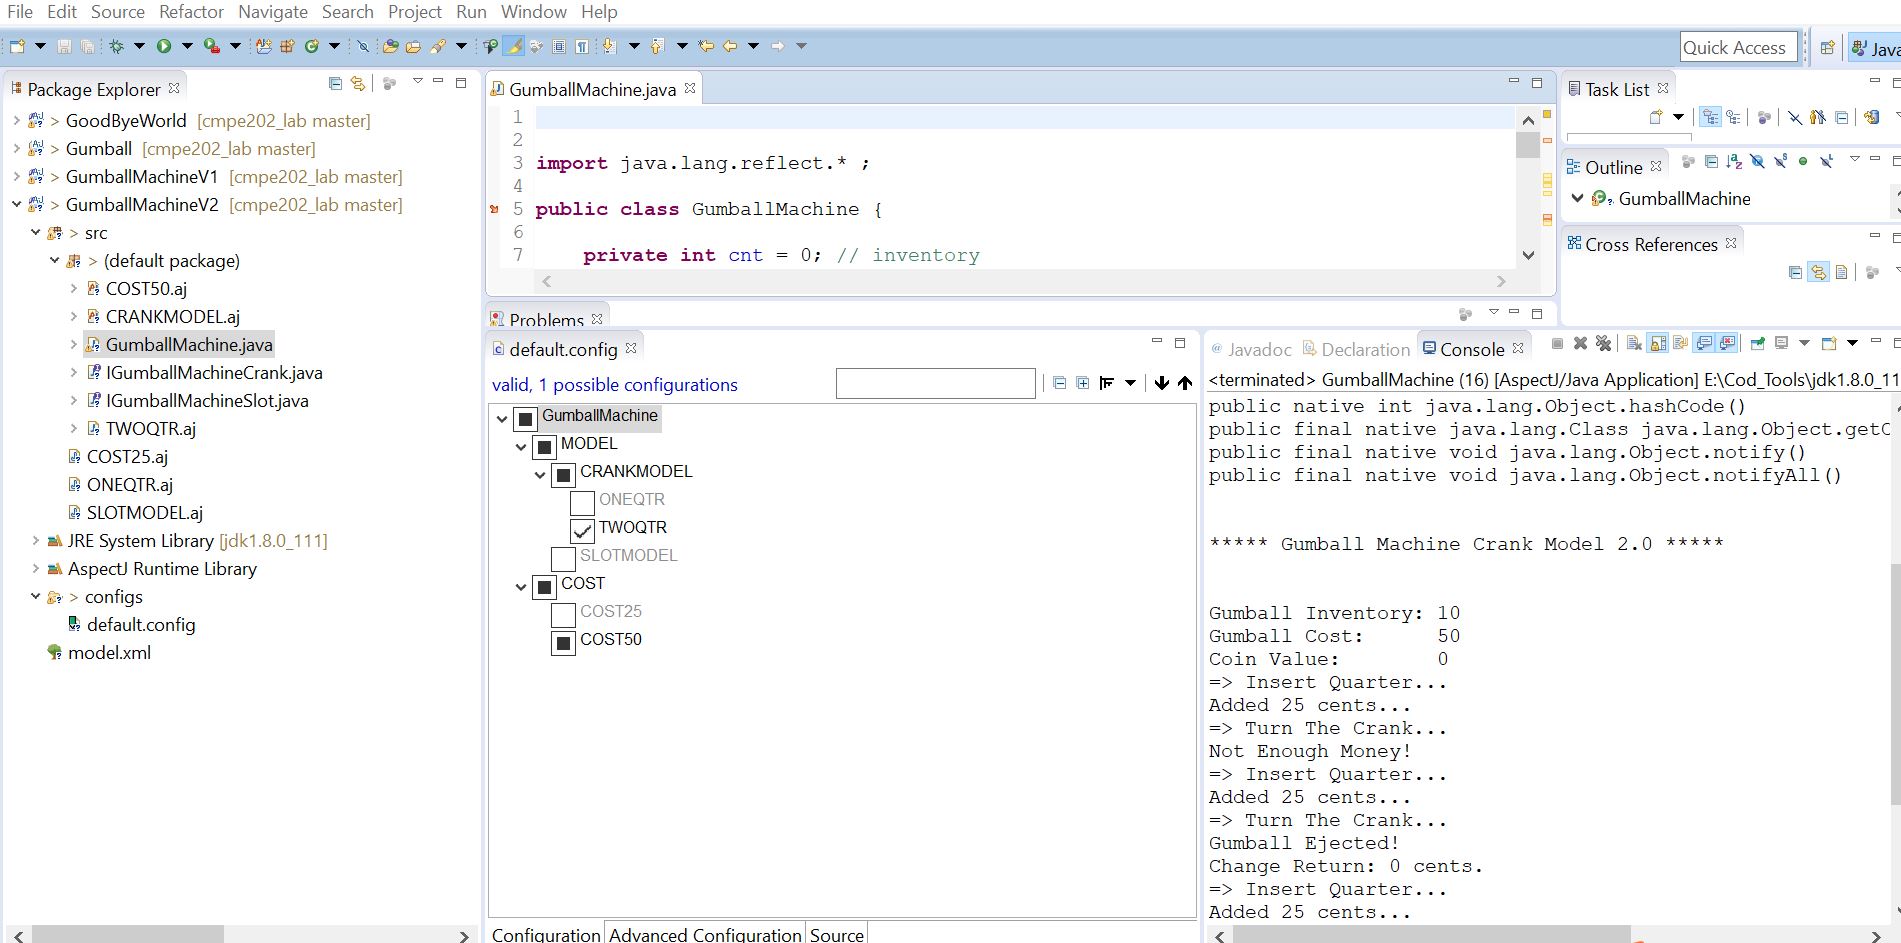 File Edit Source Refactor Navigate Search Project Run Window Help
Quick Access
Java
Package Explorer
> GoodByeWorld [cmpe202_lab master]
> Gumball [cmpe202_lab master]
> GumballMachineV1 [cmpe202_lab master]
> GumballMachineV2 [cmpe202_lab master]
> src
> (default package)
COST50.aj
CRANKMODEL.aj
GumballMachine.java
IGumballMachineCrank.java
IGumballMachineSlot.java
TWOQTR.aj
COST25.aj
ONEQTR.aj
SLOTMODEL.aj
JRE System Library [jdk1.8.0_111]
AspectJ Runtime Library
> configs
default.config
model.xml
GumballMachine.java
1
2
3 import java.lang.reflect.* ;
4
5 public class GumballMachine {
6
7 private int cnt = 0; // inventory
Problems
default.config
valid, 1 possible configurations
GumballMachine
MODEL
CRANKMODEL
ONEQTR
TWOQTR
SLOTMODEL
COST
COST25
COST50
Configuration Advanced Configuration Source
Task List
Outline
GumballMachine
Cross References
Javadoc Declaration Console
<terminated> GumballMachine (16) [AspectJ/Java Application] E:\Cod_Tools\jdk1.8.0_11
public native int java.lang.Object.hashCode()
public final native java.lang.Class java.lang.Object.getC
public final native void java.lang.Object.notify()
public final native void java.lang.Object.notifyAll()
***** Gumball Machine Crank Model 2.0 *****
Gumball Inventory: 10
Gumball Cost: 50
Coin Value: 0
=> Insert Quarter...
Added 25 cents...
=> Turn The Crank...
Not Enough Money!
=> Insert Quarter...
Added 25 cents...
=> Turn The Crank...
Gumball Ejected!
Change Return: 0 cents.
=> Insert Quarter...
Added 25 cents...